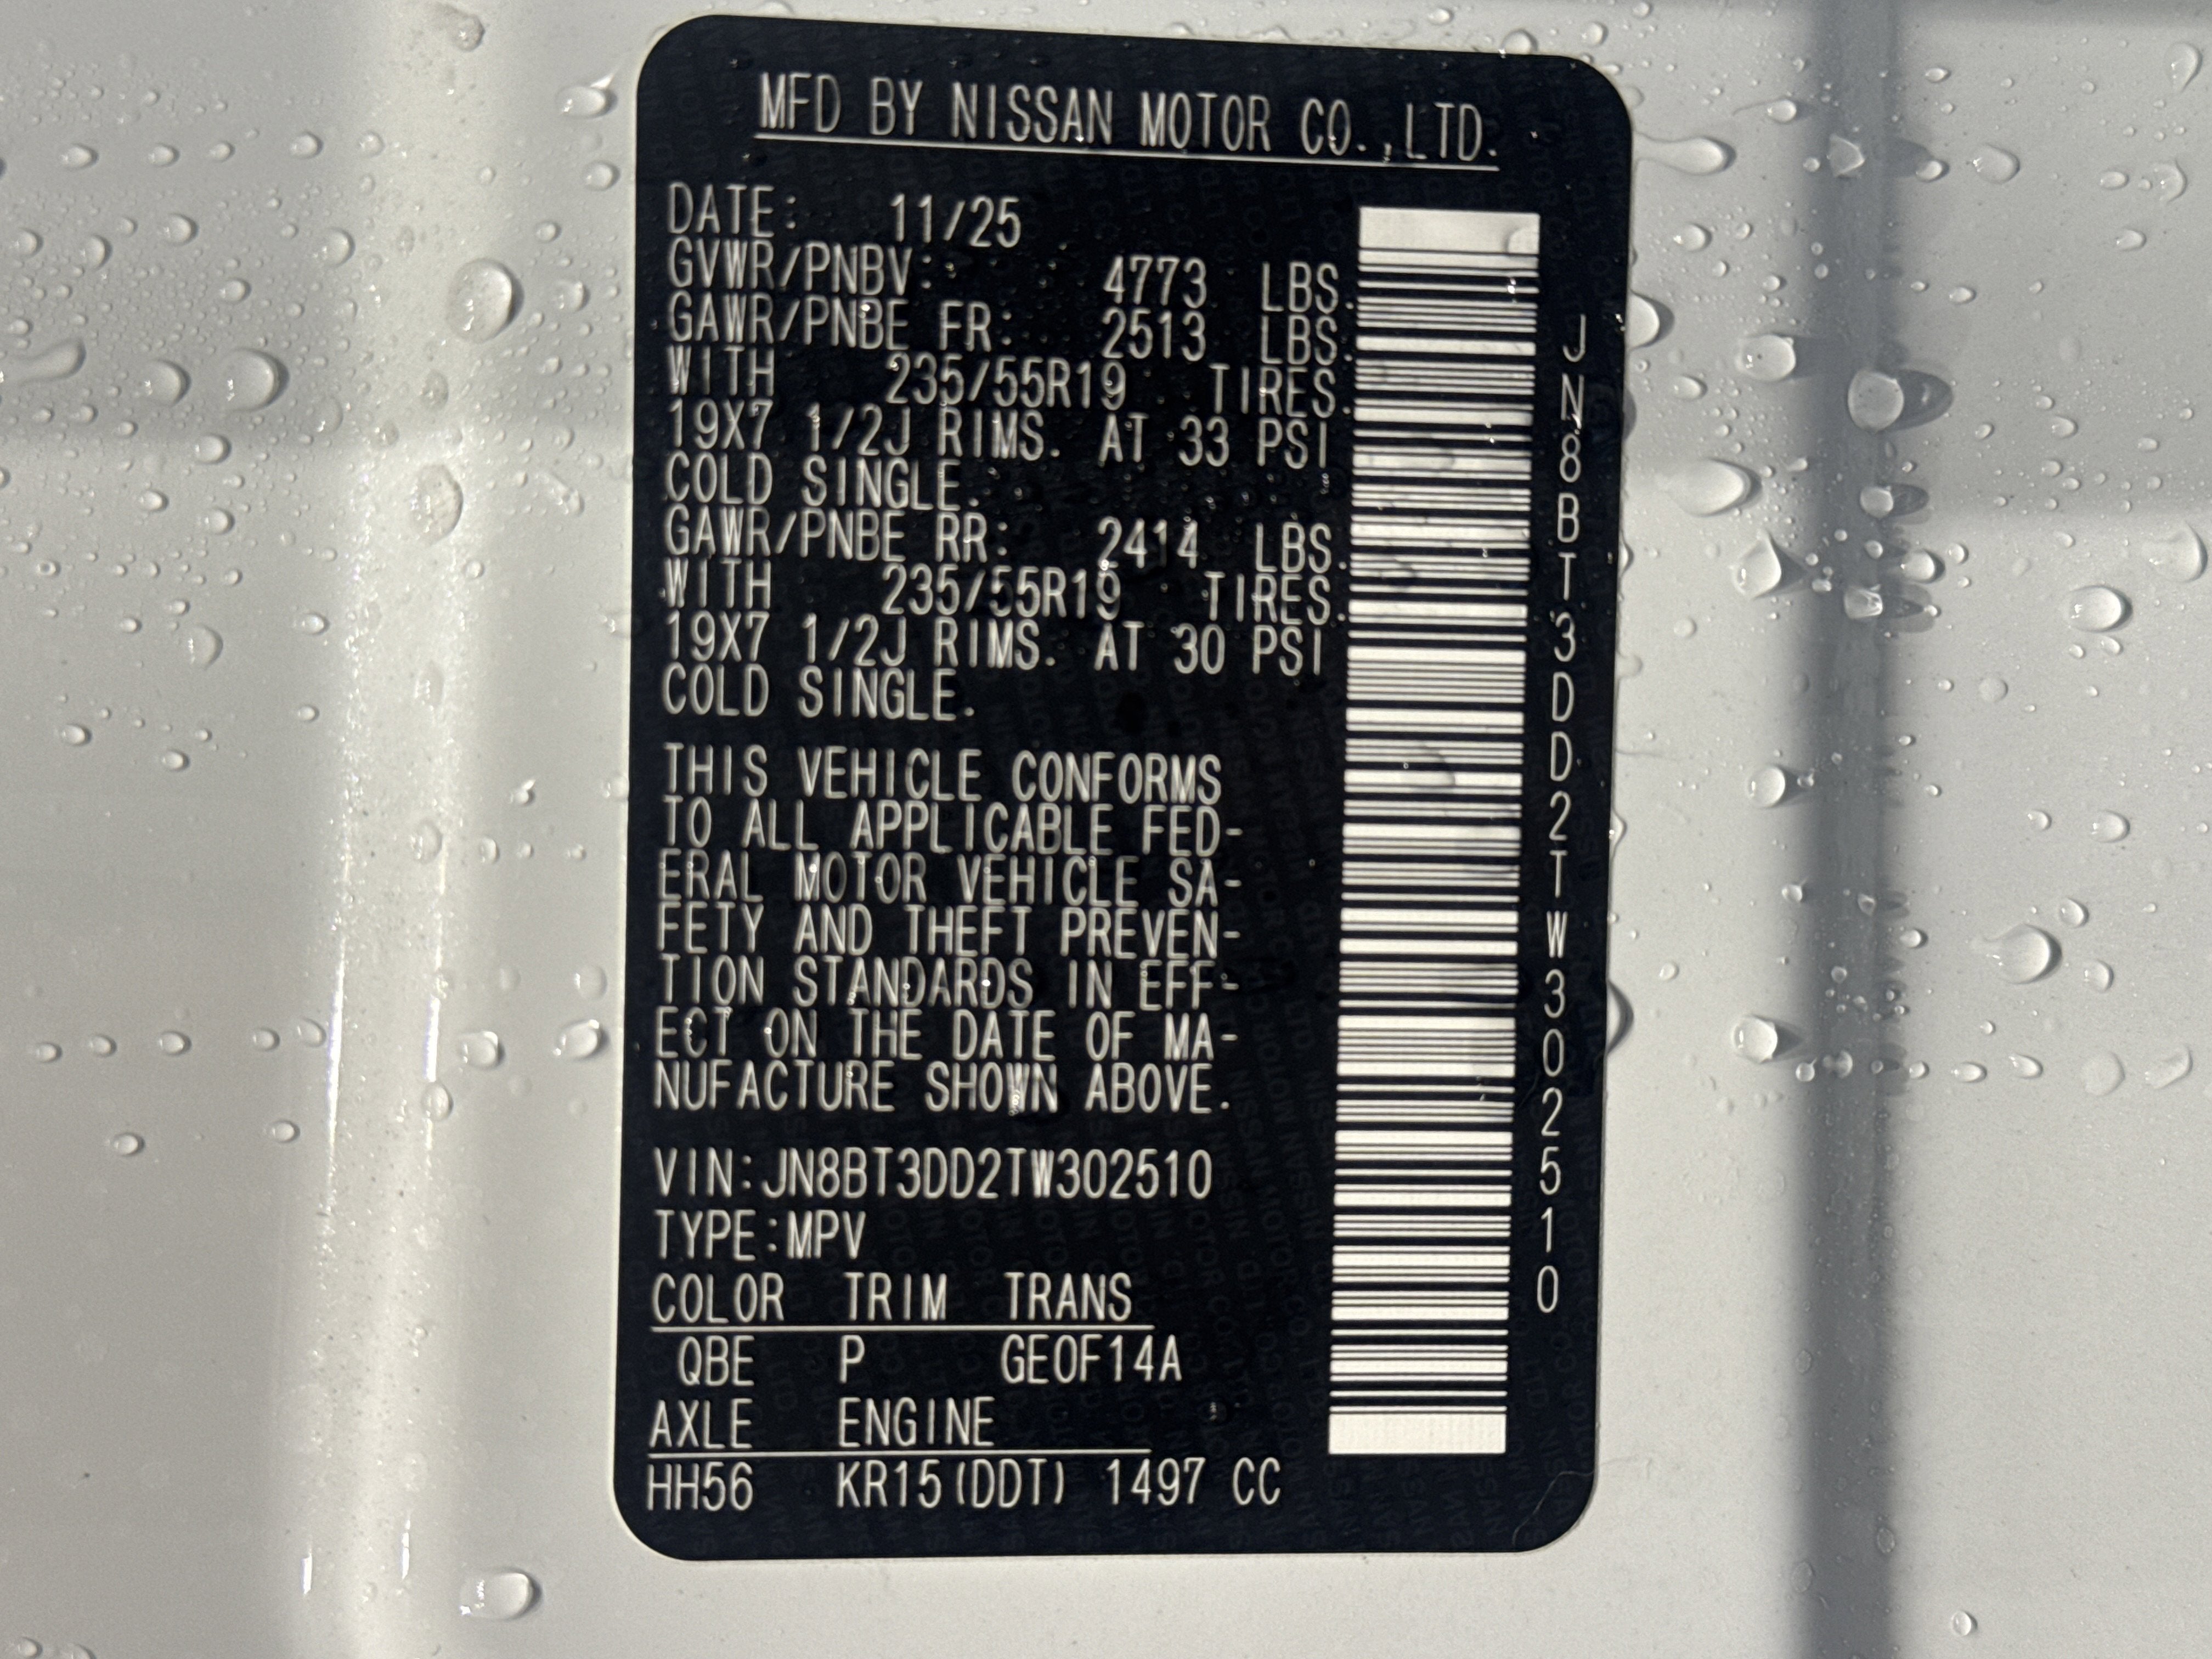 MFD BY NISSAN MOTOR CO.,LTD.
DATE: 11/25
GVWR/PNBV: 4773 LBS.
GAWR/PNBE FR: 2513 LBS.
WITH 235/55R19 TIRES.
19X7 1/2J RIMS. AT 33 PSI
COLD SINGLE.
GAWR/PNBE RR: 2414 LBS.
WITH 235/55R19 TIRES.
19X7 1/2J RIMS. AT 30 PSI
COLD SINGLE.
THIS VEHICLE CONFORMS
TO ALL APPLICABLE FED-
ERAL MOTOR VEHICLE SA-
FETY AND THEFT PREVEN-
TION STANDARDS IN EFF-
ECT ON THE DATE OF MA-
NUFACTURE SHOWN ABOVE.
VIN:JN8BT3DD2TW302510
TYPE:MPV
COLOR TRIM TRANS
QBE P GEOF14A
AXLE ENGINE
HH56 KR15(DDT) 1497 CC
JN8BT3DD2TW302510